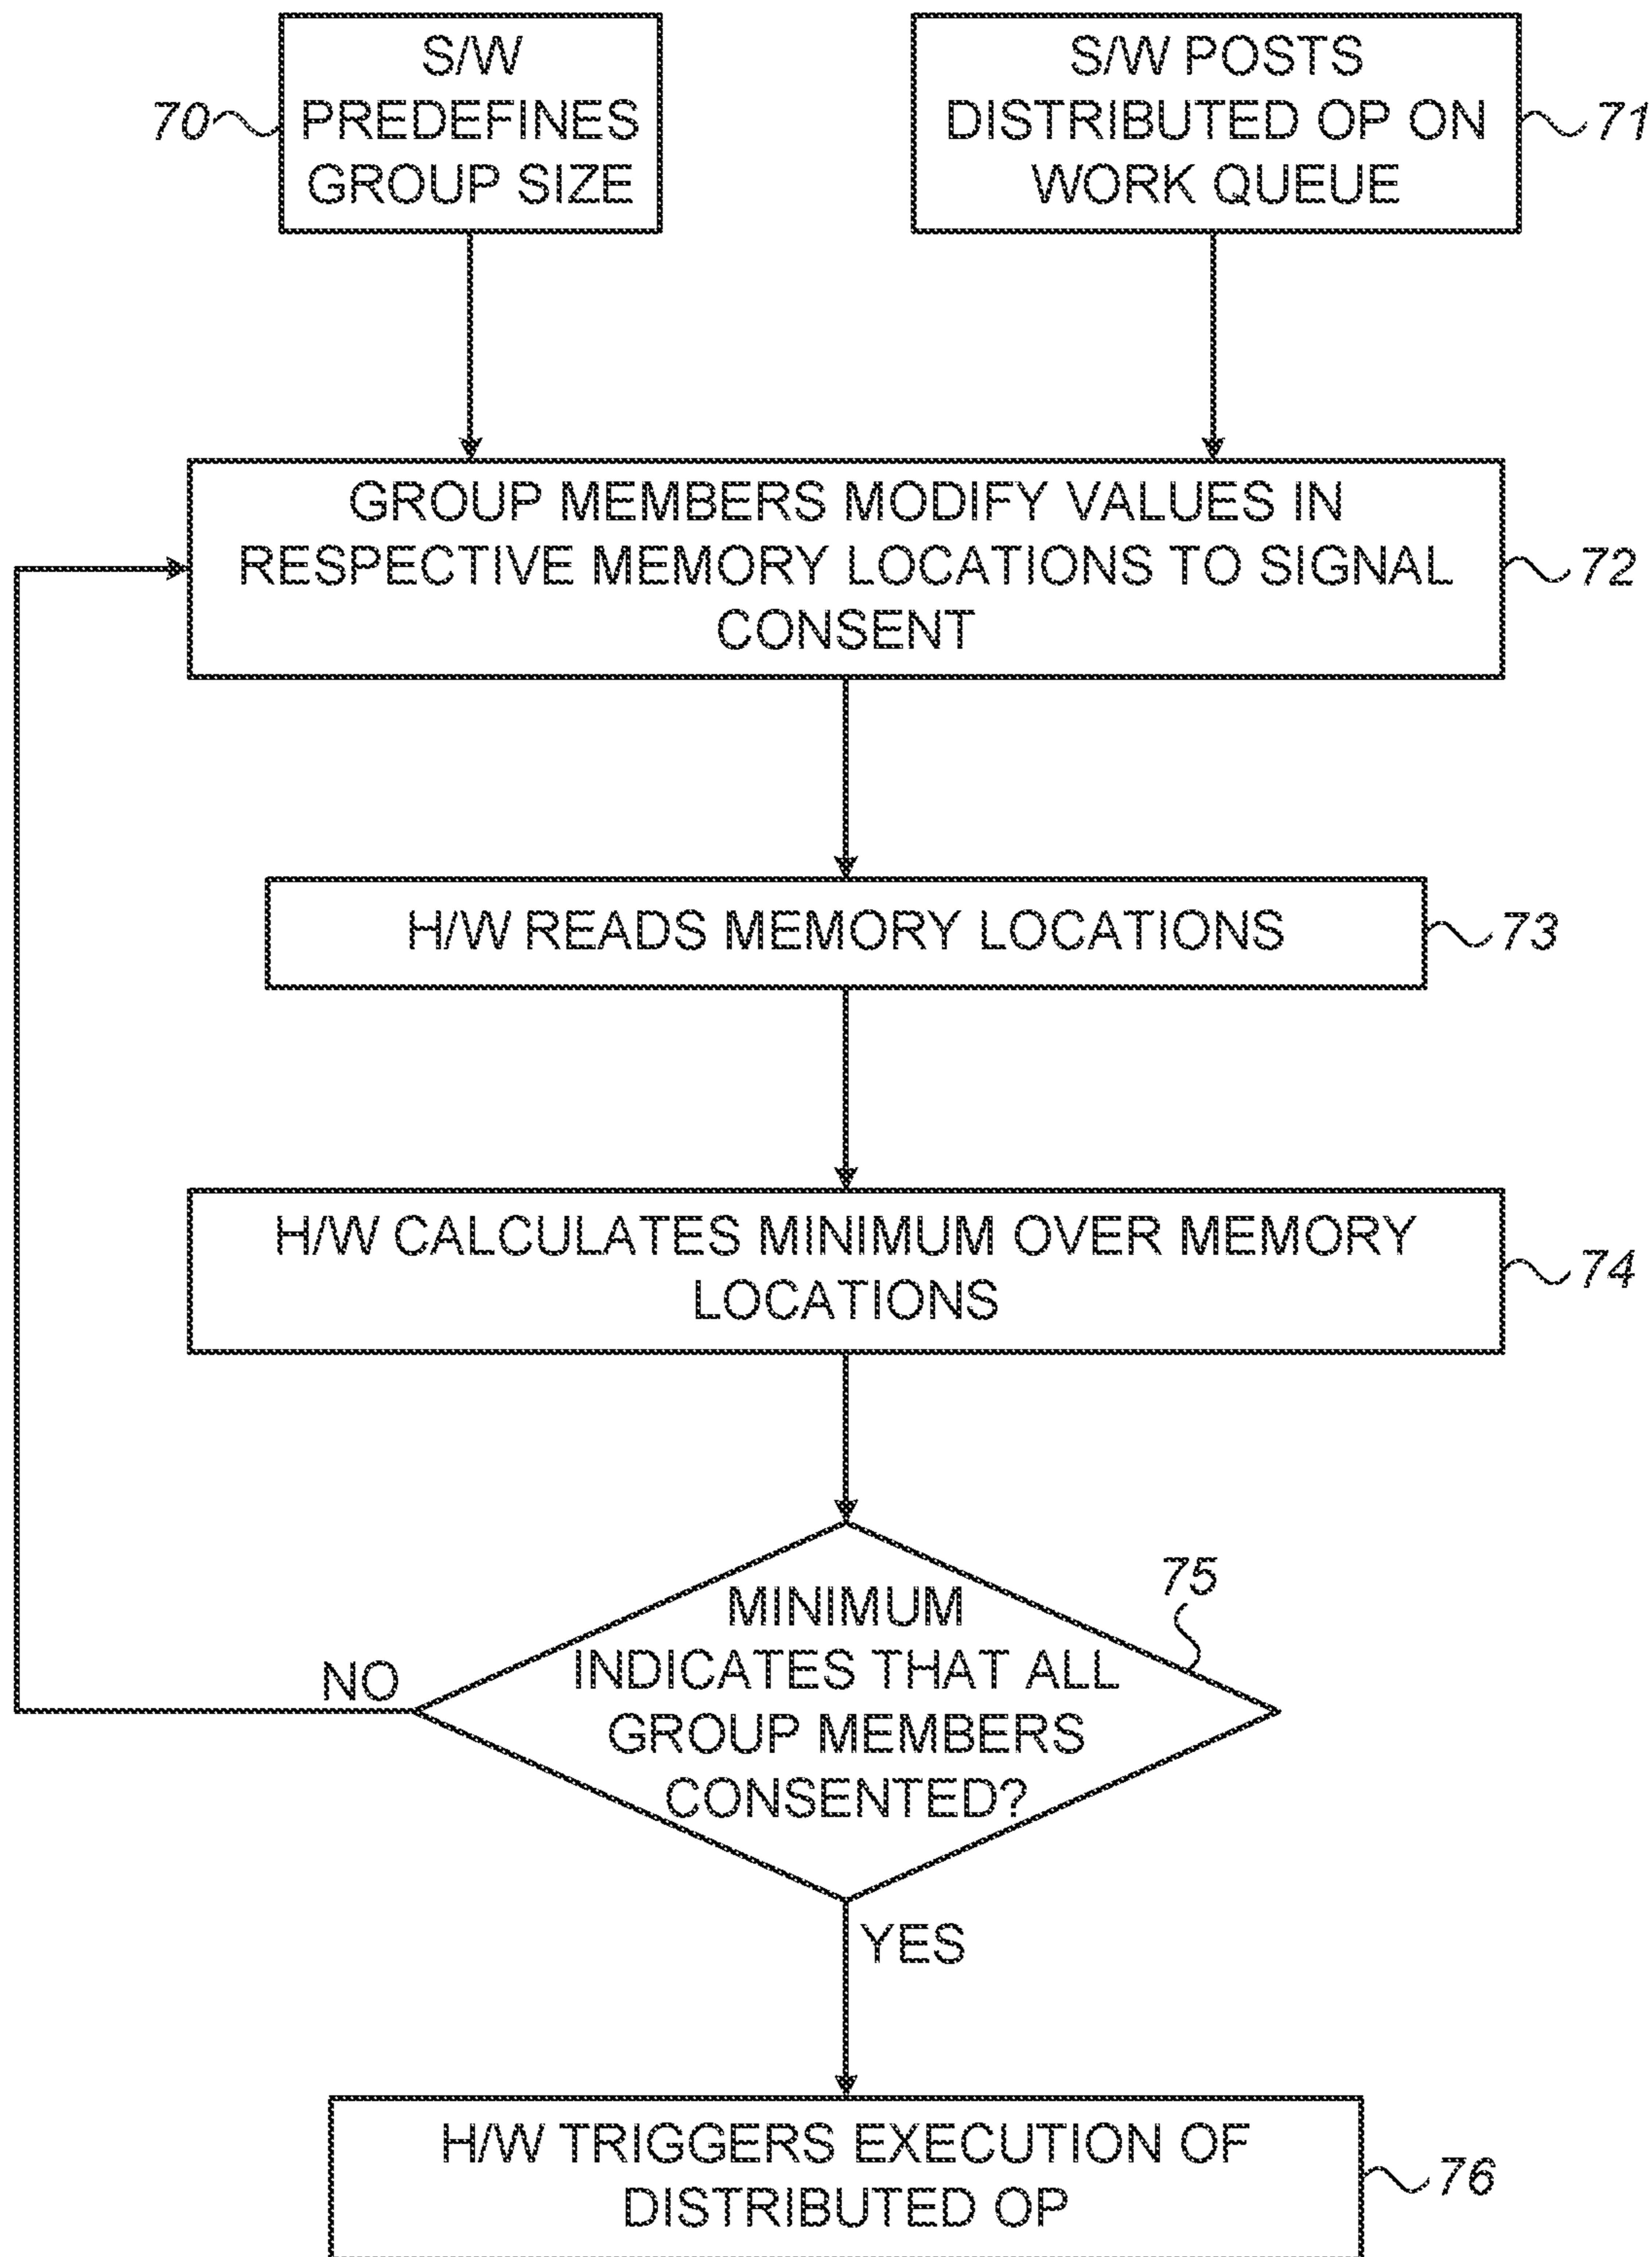 S/W
PREDEFINES
GROUP SIZE
70
S/W POSTS
DISTRIBUTED OP ON
WORK QUEUE
71
GROUP MEMBERS MODIFY VALUES IN
RESPECTIVE MEMORY LOCATIONS TO SIGNAL
CONSENT
72
H/W READS MEMORY LOCATIONS
73
H/W CALCULATES MINIMUM OVER MEMORY
LOCATIONS
74
MINIMUM
INDICATES THAT ALL
GROUP MEMBERS
CONSENTED?
75
NO
YES
H/W TRIGGERS EXECUTION OF
DISTRIBUTED OP
76